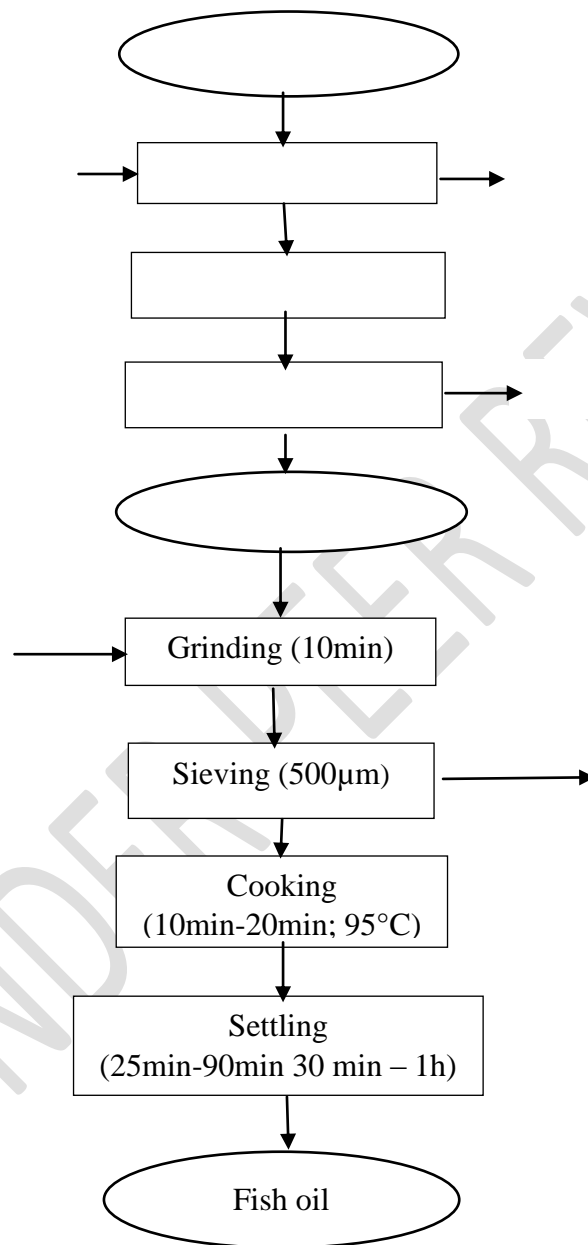 Grinding (10min)
Sieving (500µm)
Cooking
(10min-20min; 95°C)
Settling
(25min-90min 30 min – 1h)
Fish oil